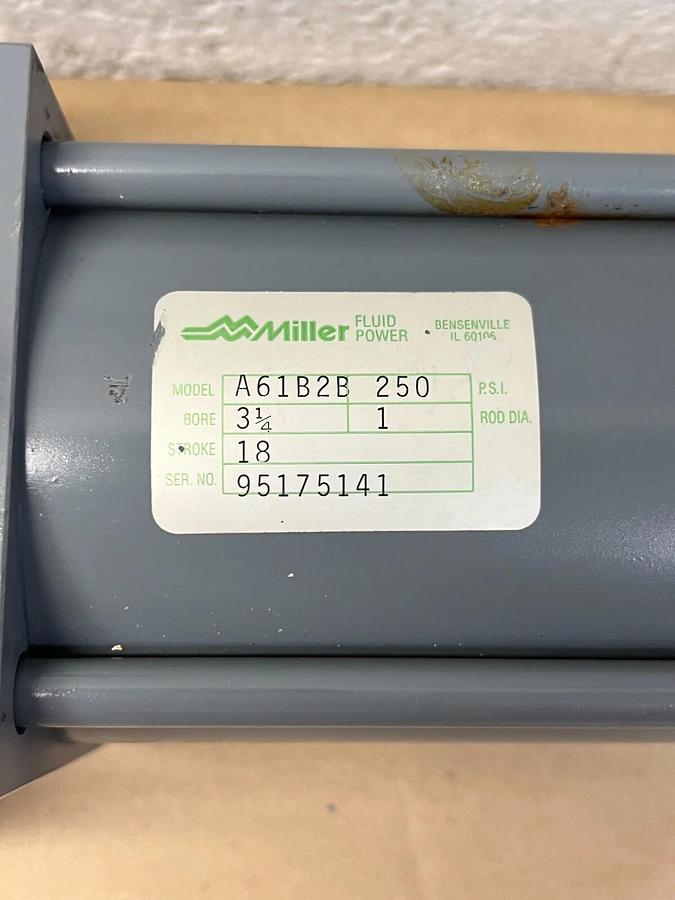 Miller FLUID POWER BENSENVILLE IL 60106
MODEL A61B2B 250 P.S.I.
BORE 3¼ 1 ROD DIA.
STROKE 18
SER. NO. 95175141